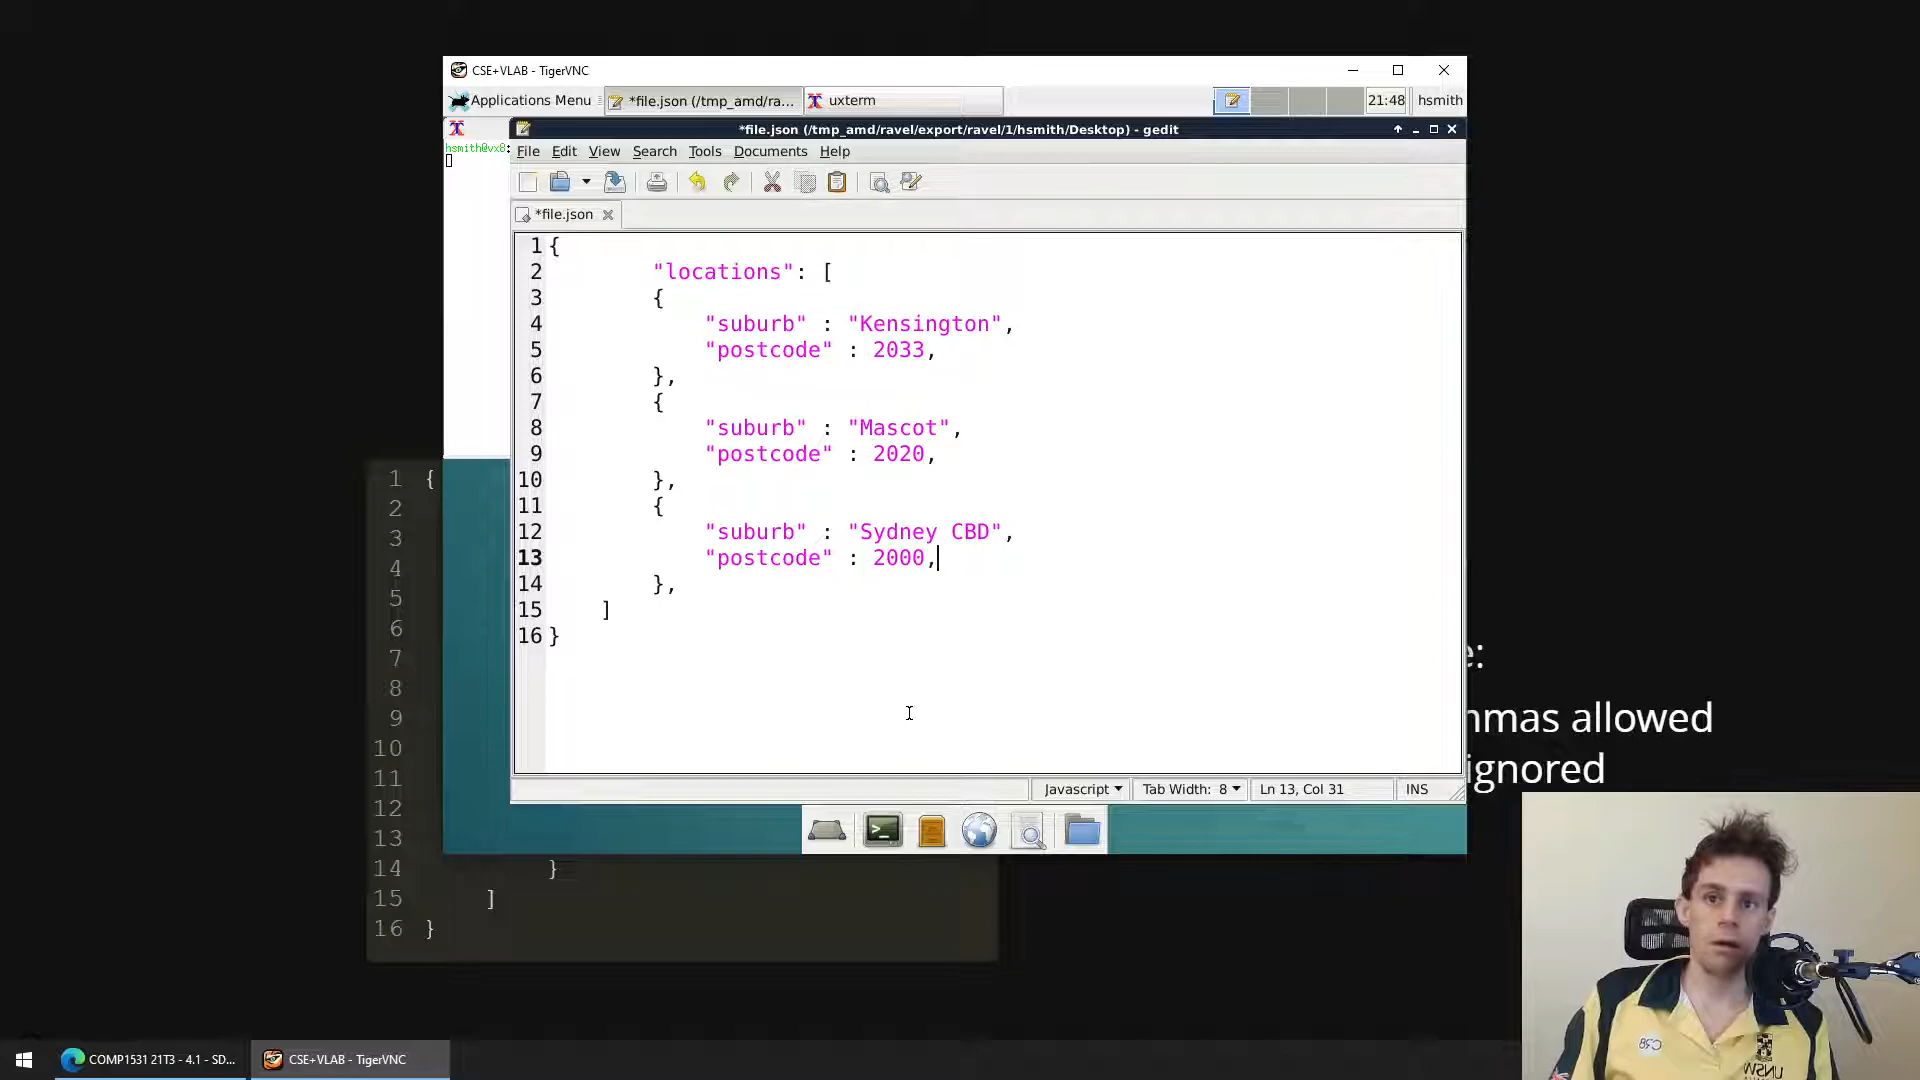 CSE+VLAB - TigerVNC
Applications Menu
*file.json (/tmp_amd/ra...
uxterm
21:48
hsmith
*file.json (/tmp_amd/ravel/export/ravel/1/hsmith/Desktop) - gedit
hsmith@vx8:
File Edit View Search Tools Documents Help
*file.json
1 {
2 "locations": [
3 {
4 "suburb" : "Kensington",
5 "postcode" : 2033,
6 },
7 {
8 "suburb" : "Mascot",
9 "postcode" : 2020,
10 },
11 {
12 "suburb" : "Sydney CBD",
13 "postcode" : 2000,
14 },
15 ]
16 }
Javascript
Tab Width: 8
Ln 13, Col 31
INS
1 {
2
3
4
5
6
7
8
9
10
11
12
13
14 }
15 ]
16 }
e:
mmas allowed
ignored
COMP1531 21T3 - 4.1 - SD...
CSE+VLAB - TigerVNC